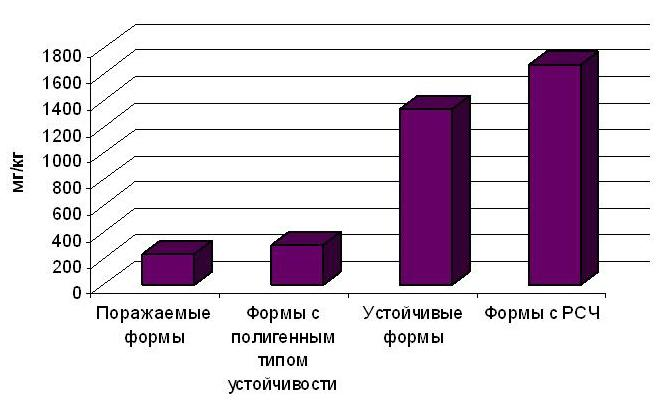 1800
1600
1400
1200
1000
800
600
400
200
0
мг/кг
Поражаемые
формы
Формы с
полигенным
типом
устойчивости
Устойчивые
формы
Формы с РСЧ